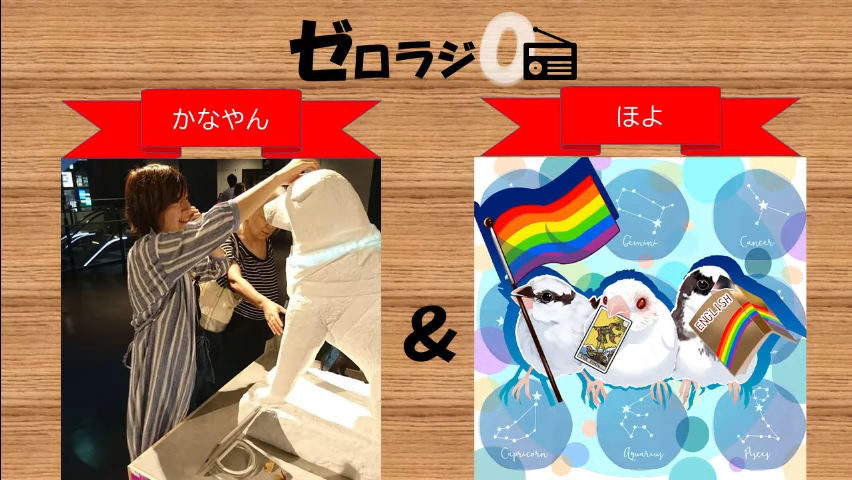 ゼロラジ0
かなやん
ほよ
&
Gemini
Cancer
ENGLISH
Capricorn
Aquarius
Pisces